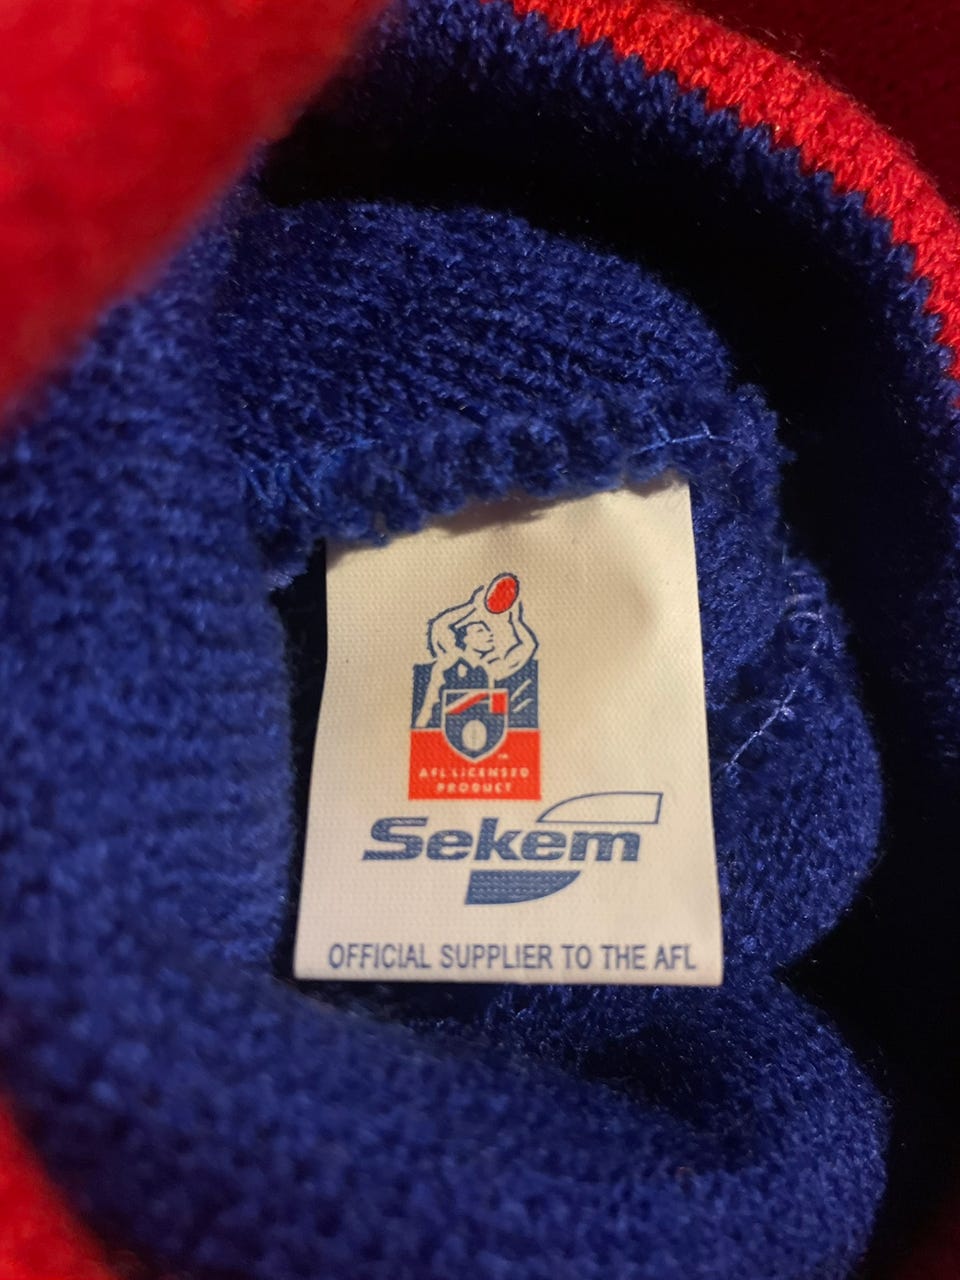 AFL LICENSED
PRODUCT
Sekem
OFFICIAL SUPPLIER TO THE AFL